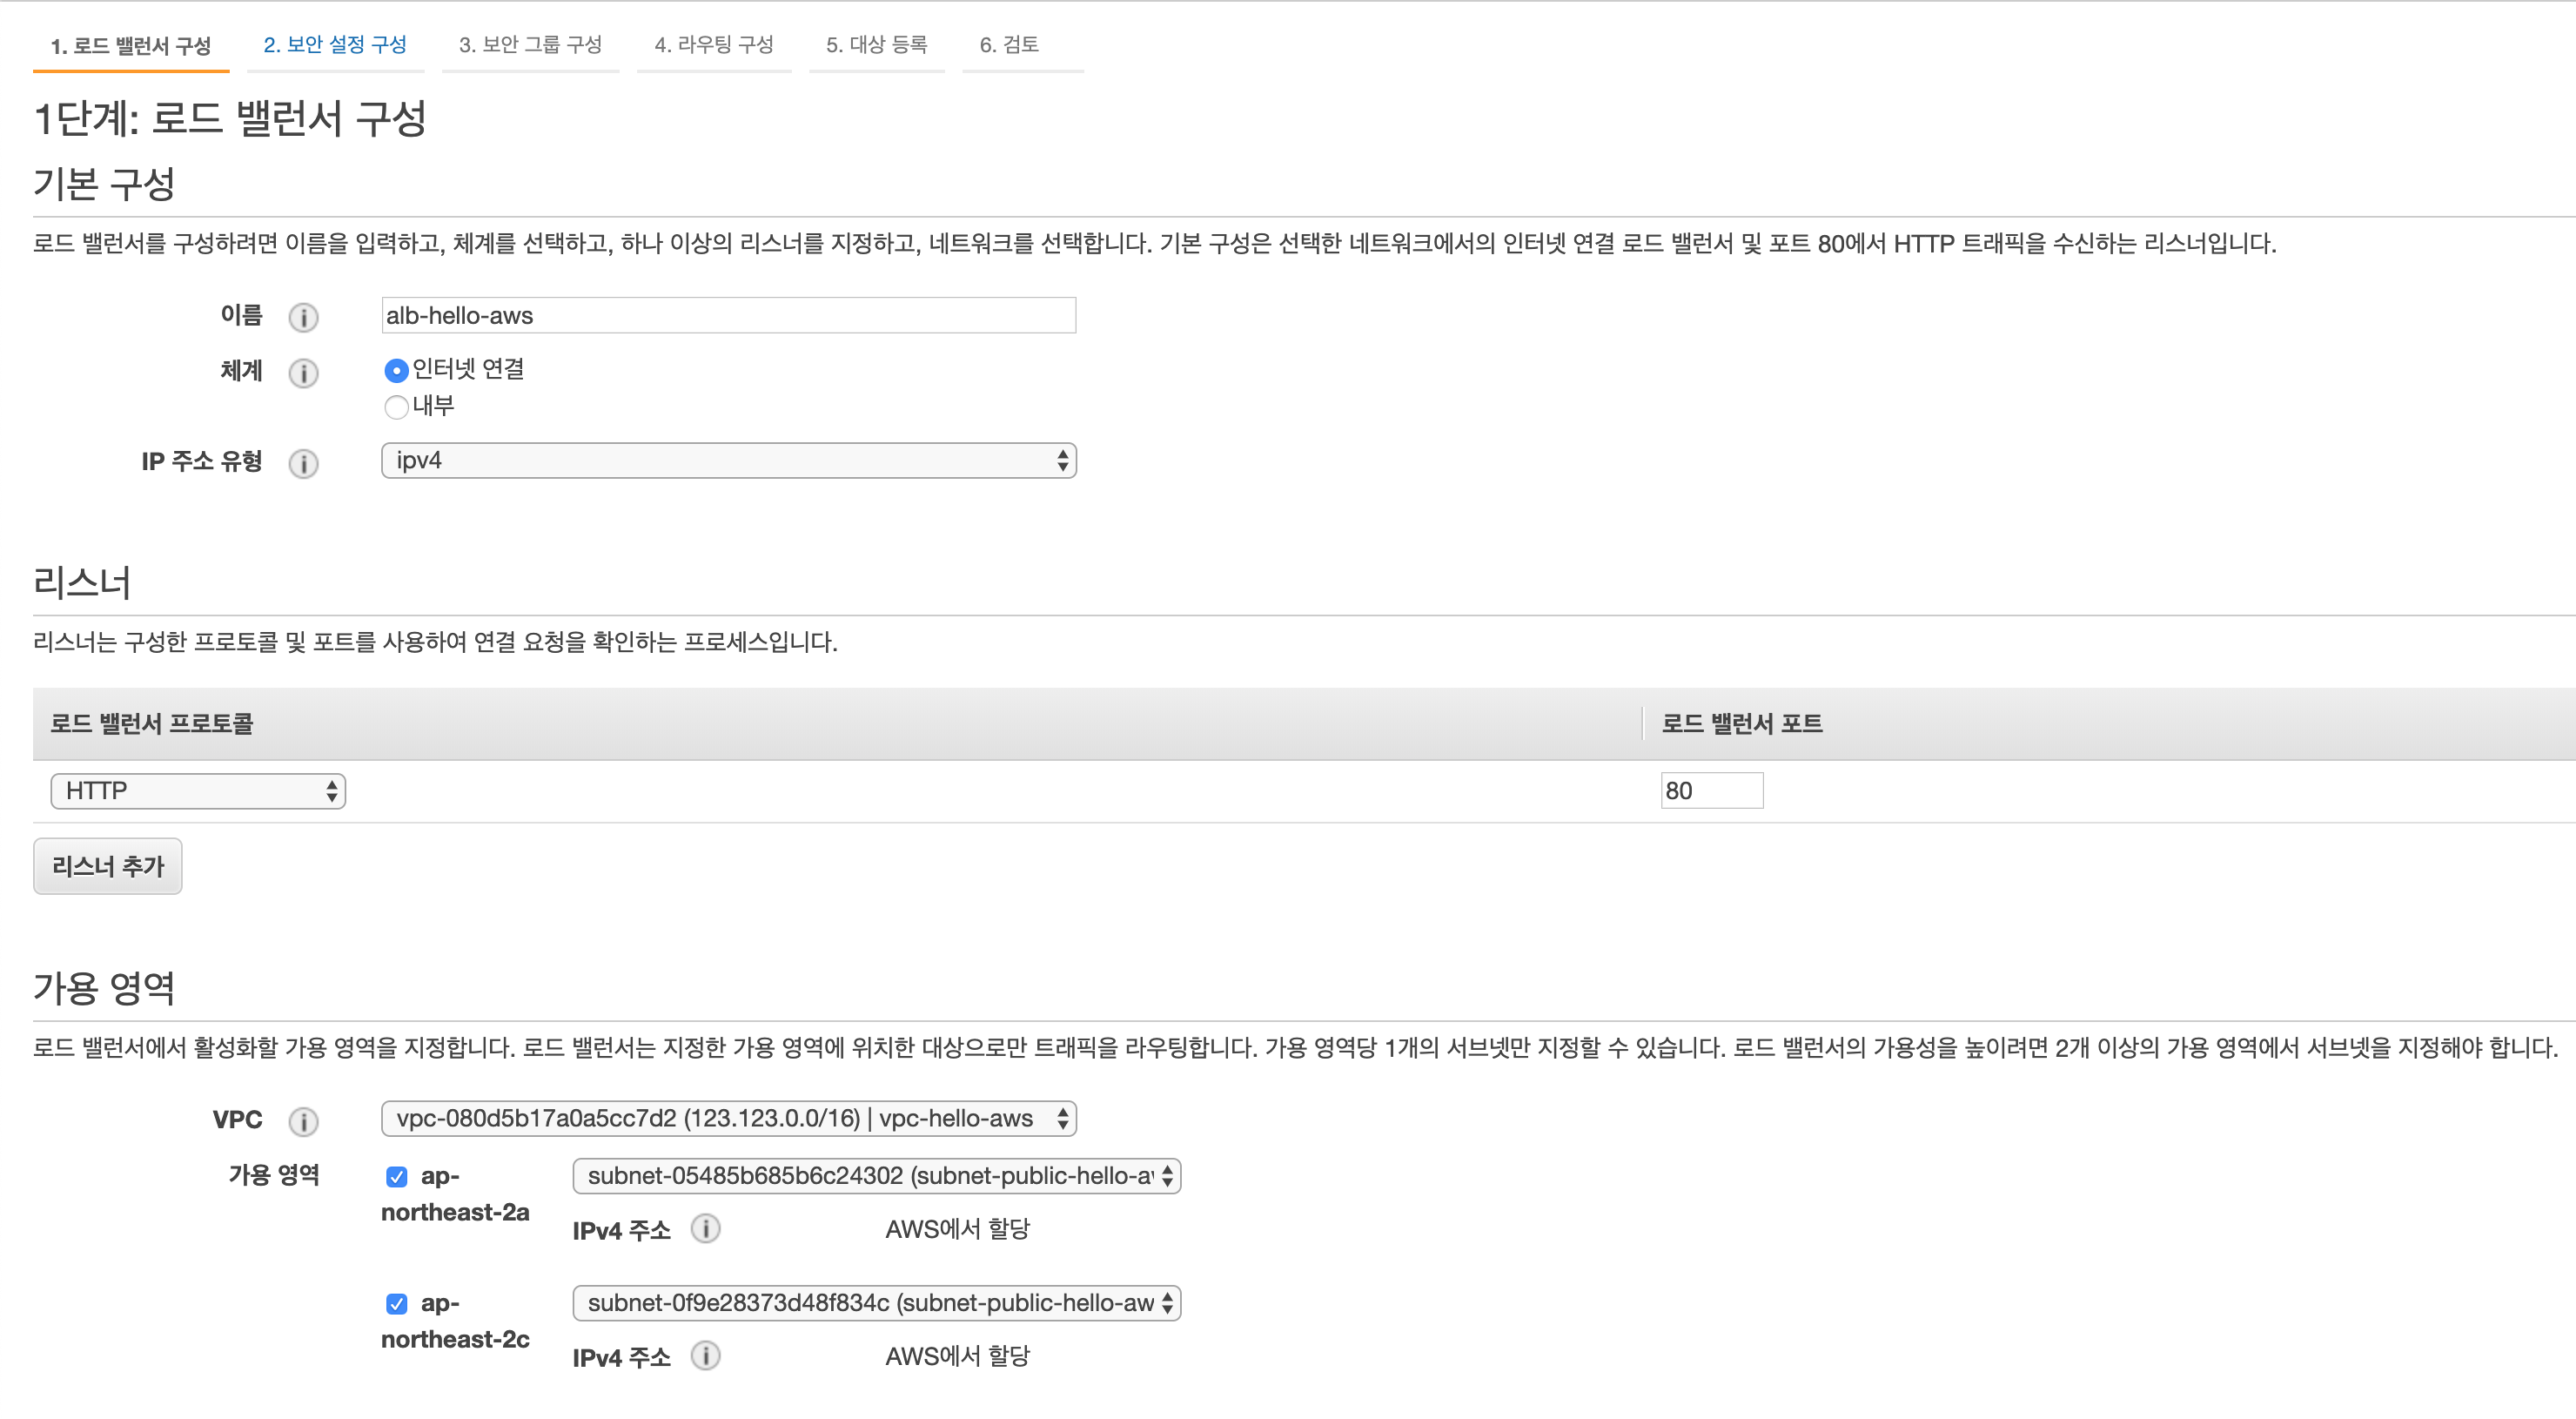 1. 로드 밸런서 구성 2. 보안 설정 구성 3. 보안 그룹 구성 4. 라우팅 구성 5. 대상 등록 6. 검토
1단계: 로드 밸런서 구성
기본 구성
로드 밸런서를 구성하려면 이름을 입력하고, 체계를 선택하고, 하나 이상의 리스너를 지정하고, 네트워크를 선택합니다. 기본 구성은 선택한 네트워크에서의 인터넷 연결 로드 밸런서 및 포트 80에서 HTTP 트래픽을 수신하는 리스너입니다.
이름 alb-hello-aws
체계 인터넷 연결
내부
IP 주소 유형 ipv4
리스너
리스너는 구성한 프로토콜 및 포트를 사용하여 연결 요청을 확인하는 프로세스입니다.
로드 밸런서 프로토콜 로드 밸런서 포트
HTTP 80
리스너 추가
가용 영역
로드 밸런서에서 활성화할 가용 영역을 지정합니다. 로드 밸런서는 지정한 가용 영역에 위치한 대상으로만 트래픽을 라우팅합니다. 가용 영역당 1개의 서브넷만 지정할 수 있습니다. 로드 밸런서의 가용성을 높이려면 2개 이상의 가용 영역에서 서브넷을 지정해야 합니다.
VPC vpc-080d5b17a0a5cc7d2 (123.123.0.0/16) | vpc-hello-aws
가용 영역 ap-northeast-2a subnet-05485b685b6c24302 (subnet-public-hello-a
IPv4 주소 AWS에서 할당
ap-northeast-2c subnet-0f9e28373d48f834c (subnet-public-hello-aw
IPv4 주소 AWS에서 할당